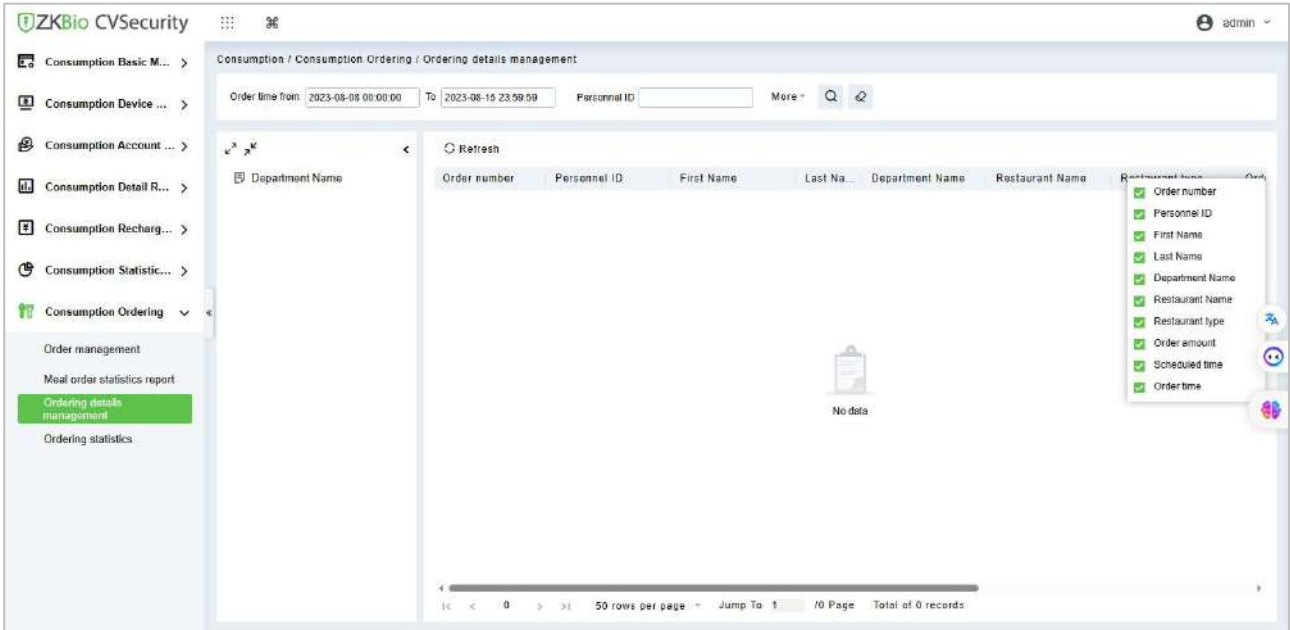 ZKBio CVSecurity
admin
Consumption Basic M...
Consumption Device ...
Consumption Account ...
Consumption Detail R...
Consumption Recharg...
Consumption Statistic...
Consumption Ordering
Order management
Meal order statistics report
Ordering details
management
Ordering statistics
Consumption / Consumption Ordering / Ordering details management
Order time from 2023-08-08 00:00:00 To 2023-08-15 23:59:59 Personnel ID More
Refresh
Department Name
Order number Personnel ID First Name Last Na... Department Name Restaurant Name Restaurant type
Order number
Personnel ID
First Name
Last Name
Department Name
Restaurant Name
Restaurant type
Order amount
Scheduled time
Order time
No data
0 50 rows per page Jump To 1 /0 Page Total of 0 records